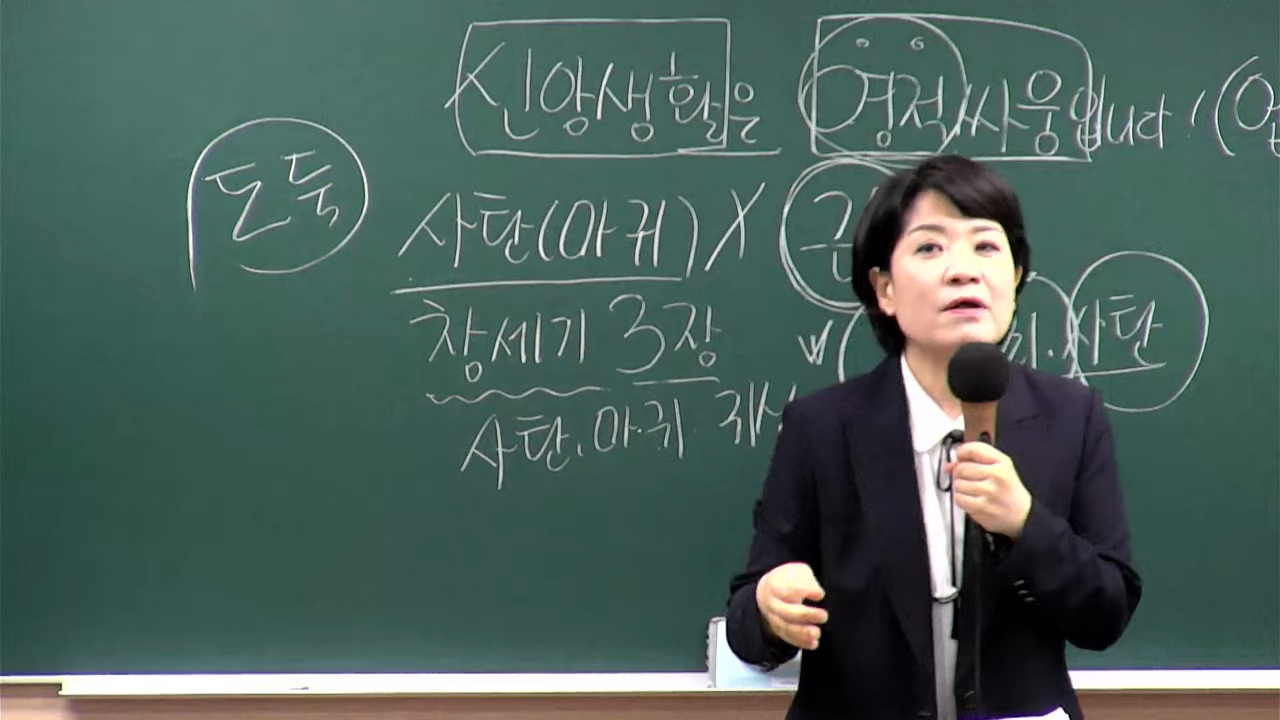 신앙생활은 영적싸움입니다!
도둑
사탄(마귀) X
창세기 3장 사탄
사탄.마귀